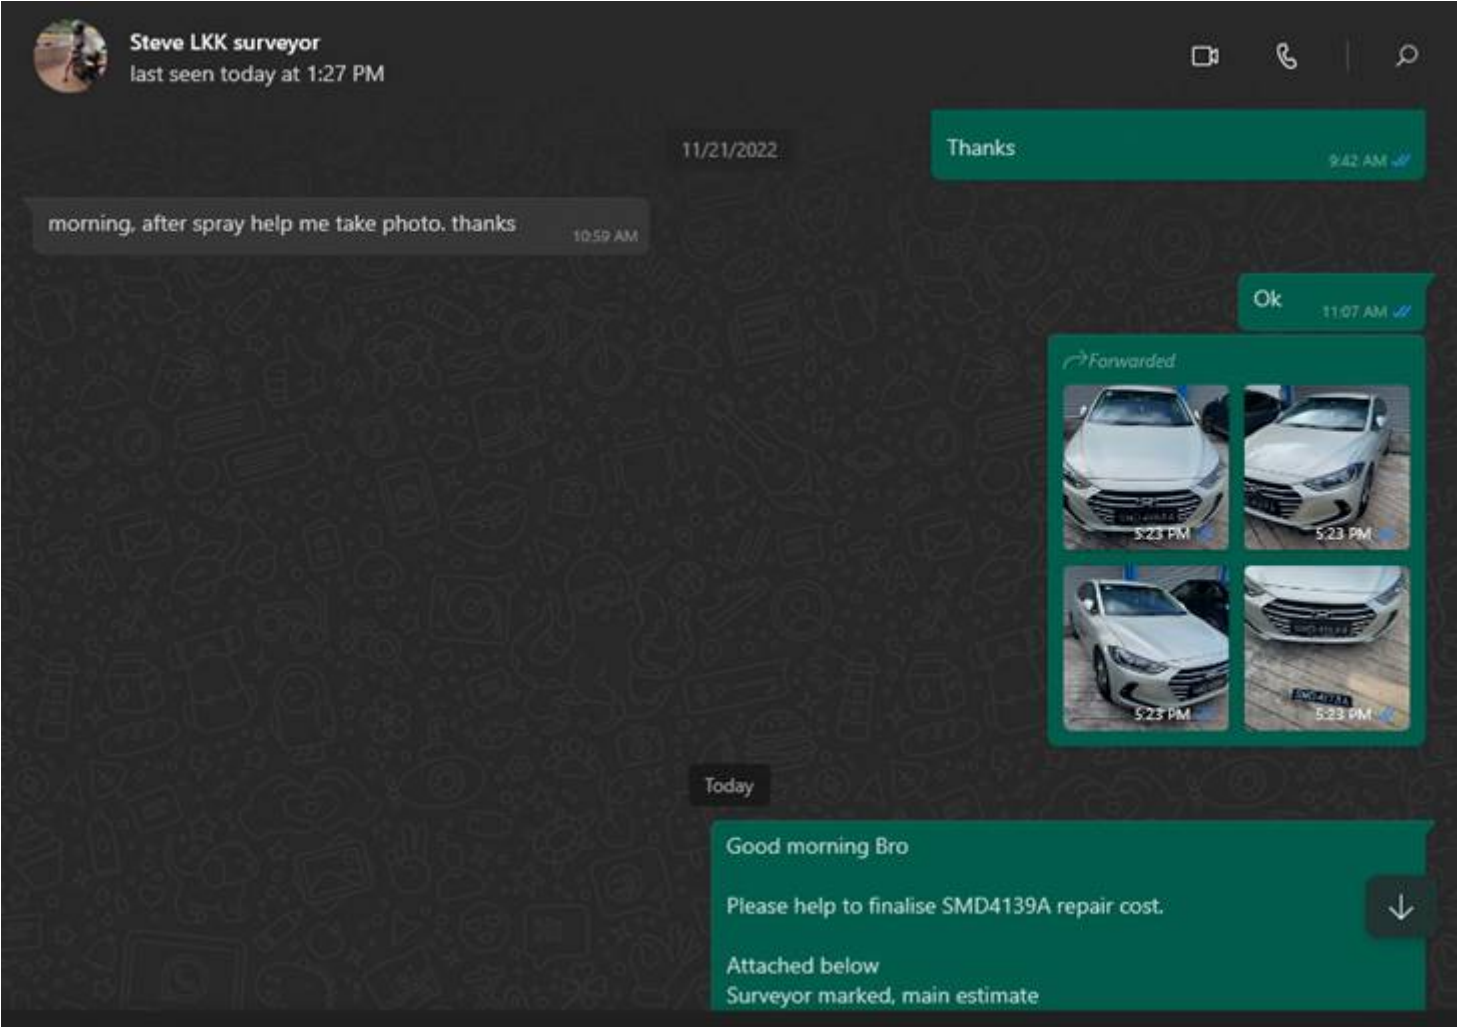 Steve LKK surveyor
last seen today at 1:27 PM
11/21/2022
Thanks
9:42 AM
morning, after spray help me take photo. thanks
10:59 AM
Ok
11:07 AM
Forwarded
5:23 PM
5:23 PM
5:23 PM
5:23 PM
Today
Good morning Bro
Please help to finalise SMD4139A repair cost.
Attached below
Surveyor marked, main estimate